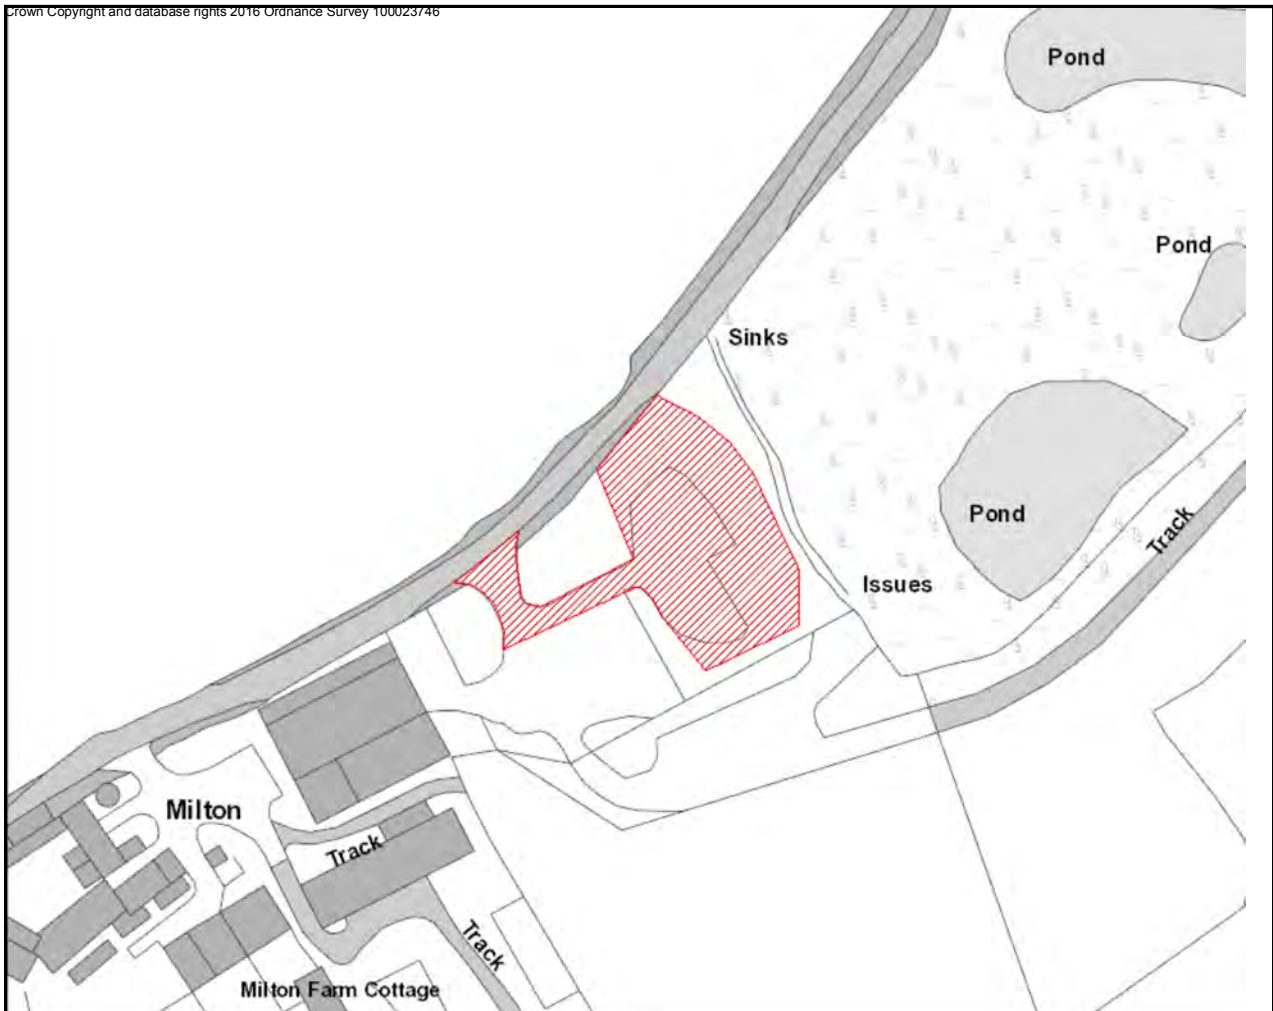 Crown Copyright and database rights 2016 Ordnance Survey 100023746
Pond
Pond
Sinks
Pond
Track
Issues
Milton
Track
Track
Milton Farm Cottage